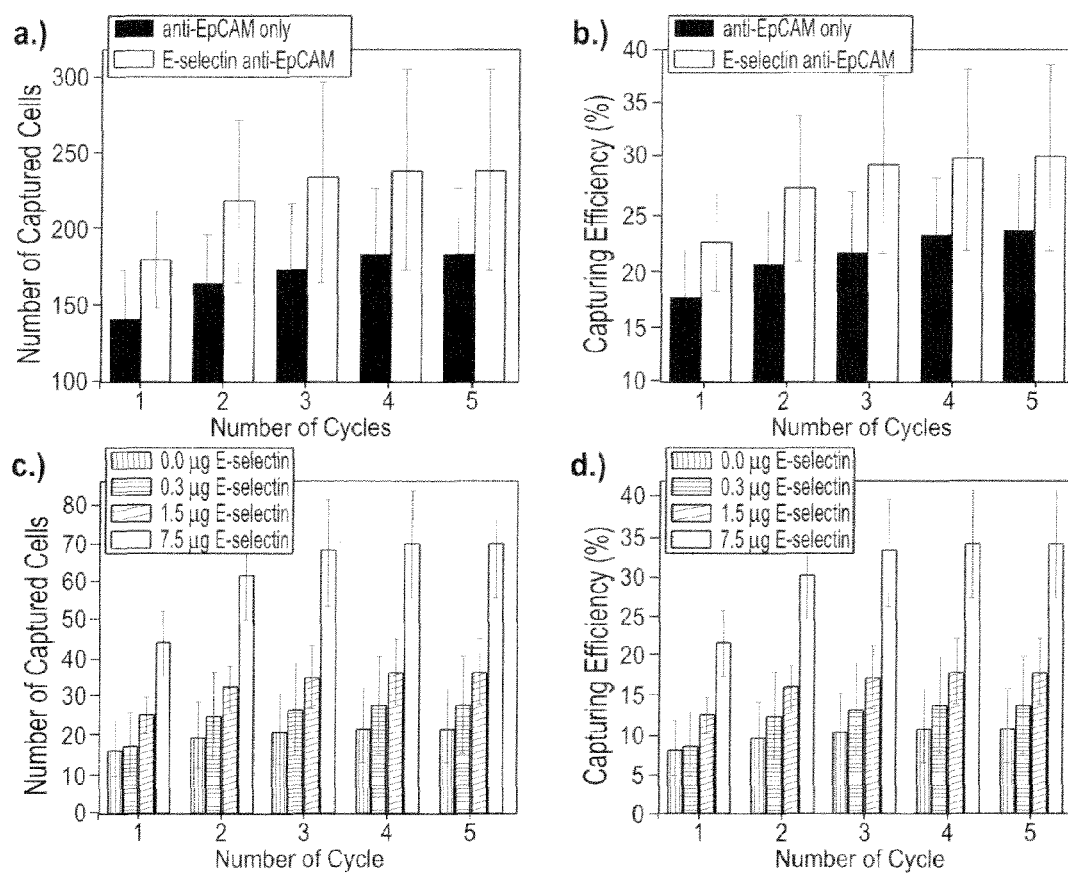 a.)
anti-EpCAM only
E-selectin anti-EpCAM
Number of Captured Cells
300
250
200
150
100
1 2 3 4 5
Number of Cycles
b.)
anti-EpCAM only
E-selectin anti-EpCAM
Capturing Efficiency (%)
40
35
30
25
20
15
10
1 2 3 4 5
Number of Cycles
c.)
0.0 µg E-selectin
0.3 µg E-selectin
1.5 µg E-selectin
7.5 µg E-selectin
Number of Captured Cells
80
70
60
50
40
30
20
10
0
1 2 3 4 5
Number of Cycle
d.)
0.0 µg E-selectin
0.3 µg E-selectin
1.5 µg E-selectin
7.5 µg E-selectin
Capturing Efficiency (%)
40
35
30
25
20
15
10
5
0
1 2 3 4 5
Number of Cycle